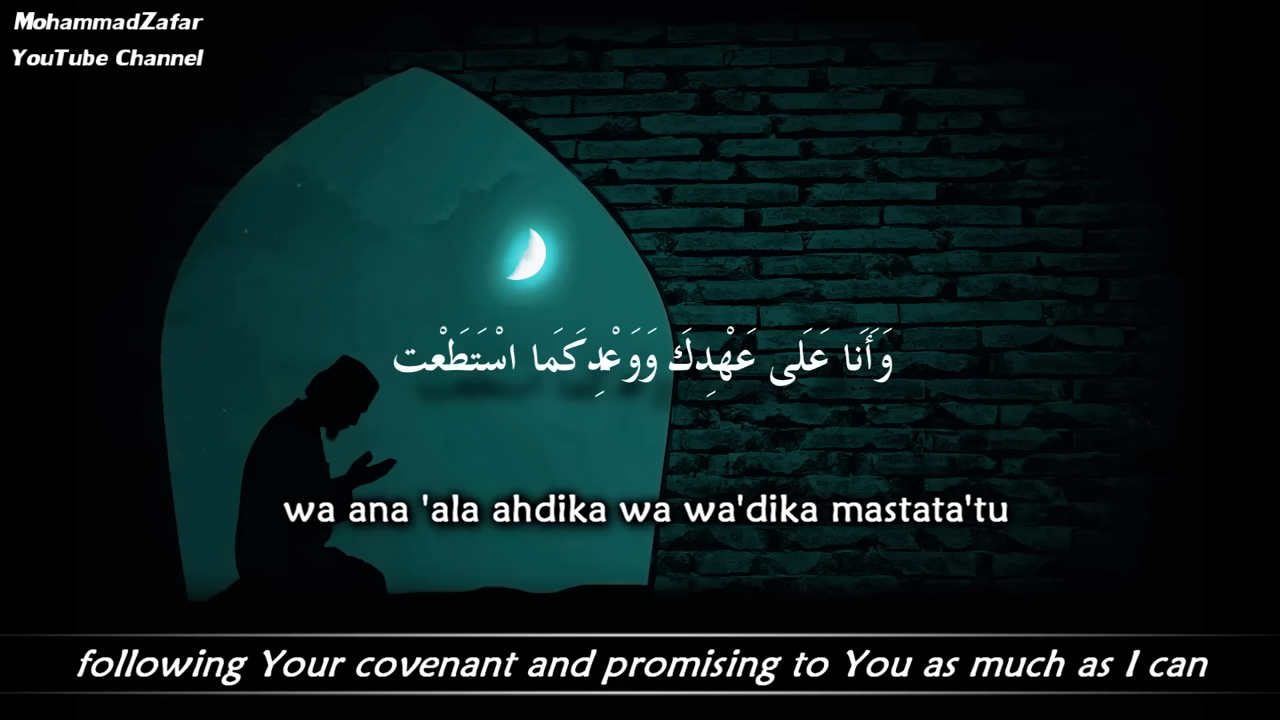 MohammadZafar
YouTube Channel
وَأَنَا عَلَى عَهْدِكَ وَوَعْدِكَمَا اسْتَطَعْت
wa ana 'ala ahdika wa wa'dika mastata'tu
following Your covenant and promising to You as much as I can